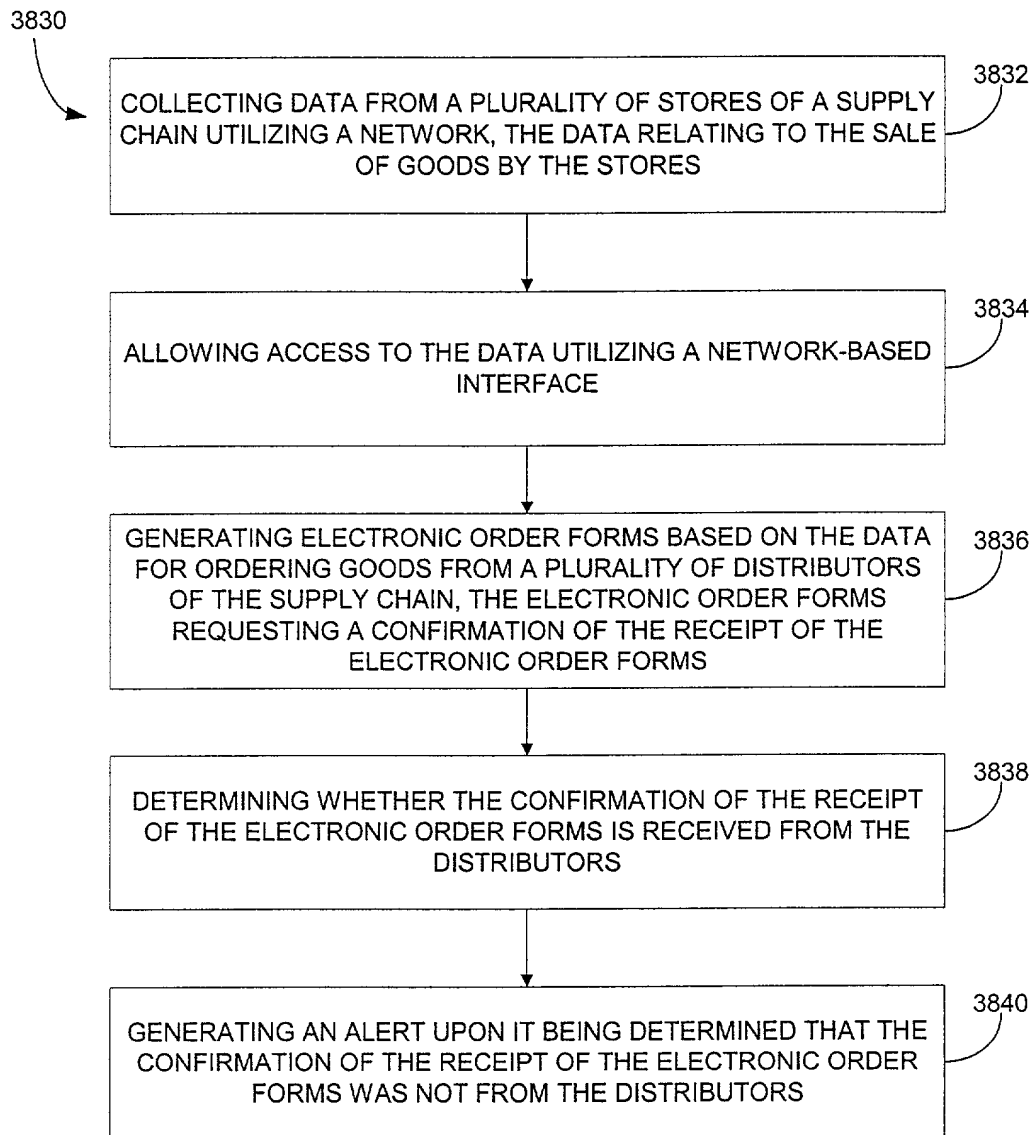 3830
3832
COLLECTING DATA FROM A PLURALITY OF STORES OF A SUPPLY
CHAIN UTILIZING A NETWORK, THE DATA RELATING TO THE SALE
OF GOODS BY THE STORES
3834
ALLOWING ACCESS TO THE DATA UTILIZING A NETWORK-BASED
INTERFACE
3836
GENERATING ELECTRONIC ORDER FORMS BASED ON THE DATA
FOR ORDERING GOODS FROM A PLURALITY OF DISTRIBUTORS
OF THE SUPPLY CHAIN, THE ELECTRONIC ORDER FORMS
REQUESTING A CONFIRMATION OF THE RECEIPT OF THE
ELECTRONIC ORDER FORMS
3838
DETERMINING WHETHER THE CONFIRMATION OF THE RECEIPT
OF THE ELECTRONIC ORDER FORMS IS RECEIVED FROM THE
DISTRIBUTORS
3840
GENERATING AN ALERT UPON IT BEING DETERMINED THAT THE
CONFIRMATION OF THE RECEIPT OF THE ELECTRONIC ORDER
FORMS WAS NOT FROM THE DISTRIBUTORS